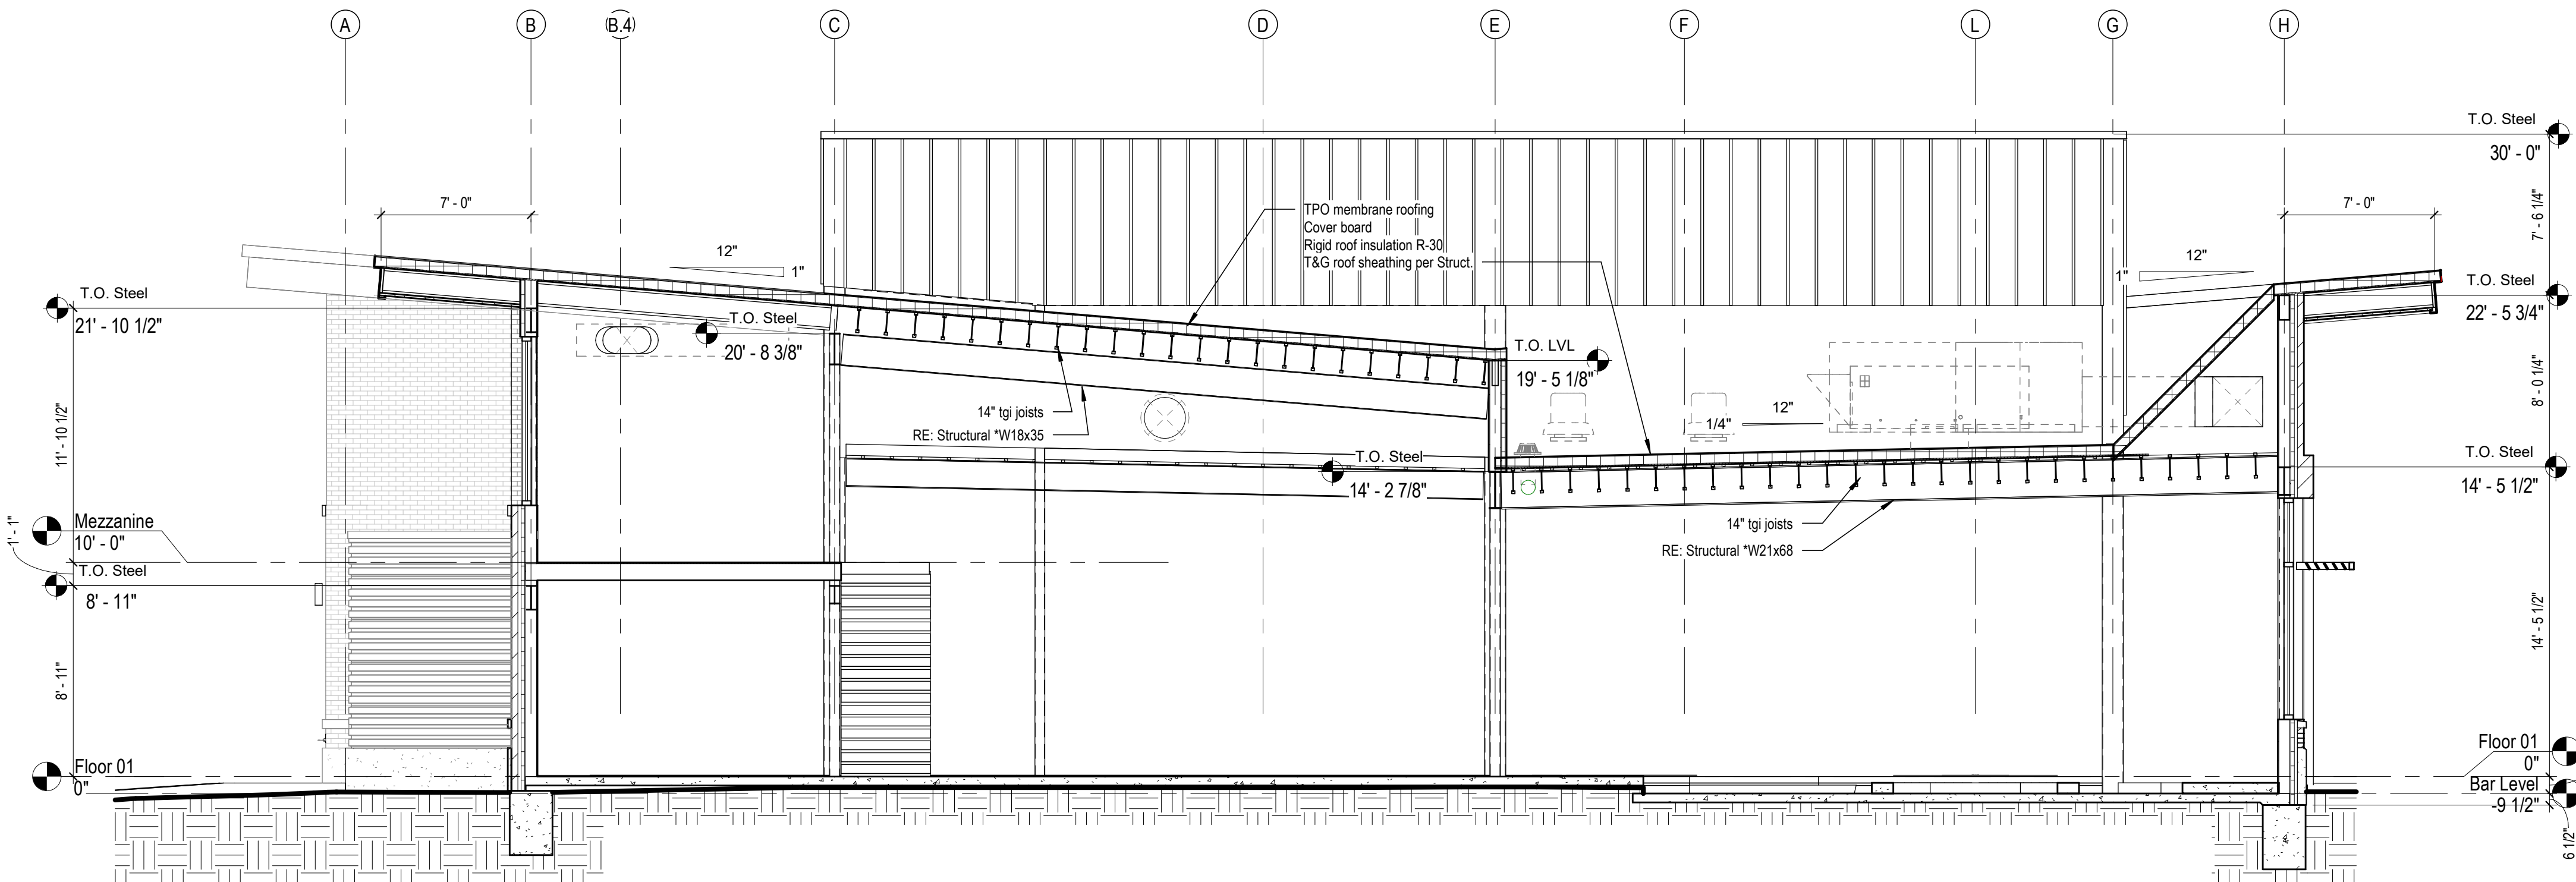 A
B
B.4
C
D
E
F
L
G
H
T.O. Steel
30' - 0"
7' - 0"
7' - 0"
7' - 6 1/4"
TPO membrane roofing
Cover board
Rigid roof insulation R-30
T&G roof sheathing per Struct.
12"
1"
12"
1"
T.O. Steel
21' - 10 1/2"
T.O. Steel
20' - 8 3/8"
T.O. LVL
19' - 5 1/8"
T.O. Steel
22' - 5 3/4"
8' - 0 1/4"
14" tgi joists
RE: Structural *W18x35
12"
1/4"
11' - 10 1/2"
T.O. Steel
14' - 2 7/8"
T.O. Steel
14' - 5 1/2"
14" tgi joists
RE: Structural *W21x68
Mezzanine
10' - 0"
1' - 1"
T.O. Steel
8' - 11"
8' - 11"
14' - 5 1/2"
Floor 01
0"
Floor 01
0"
Bar Level
-9 1/2"
6 1/2"